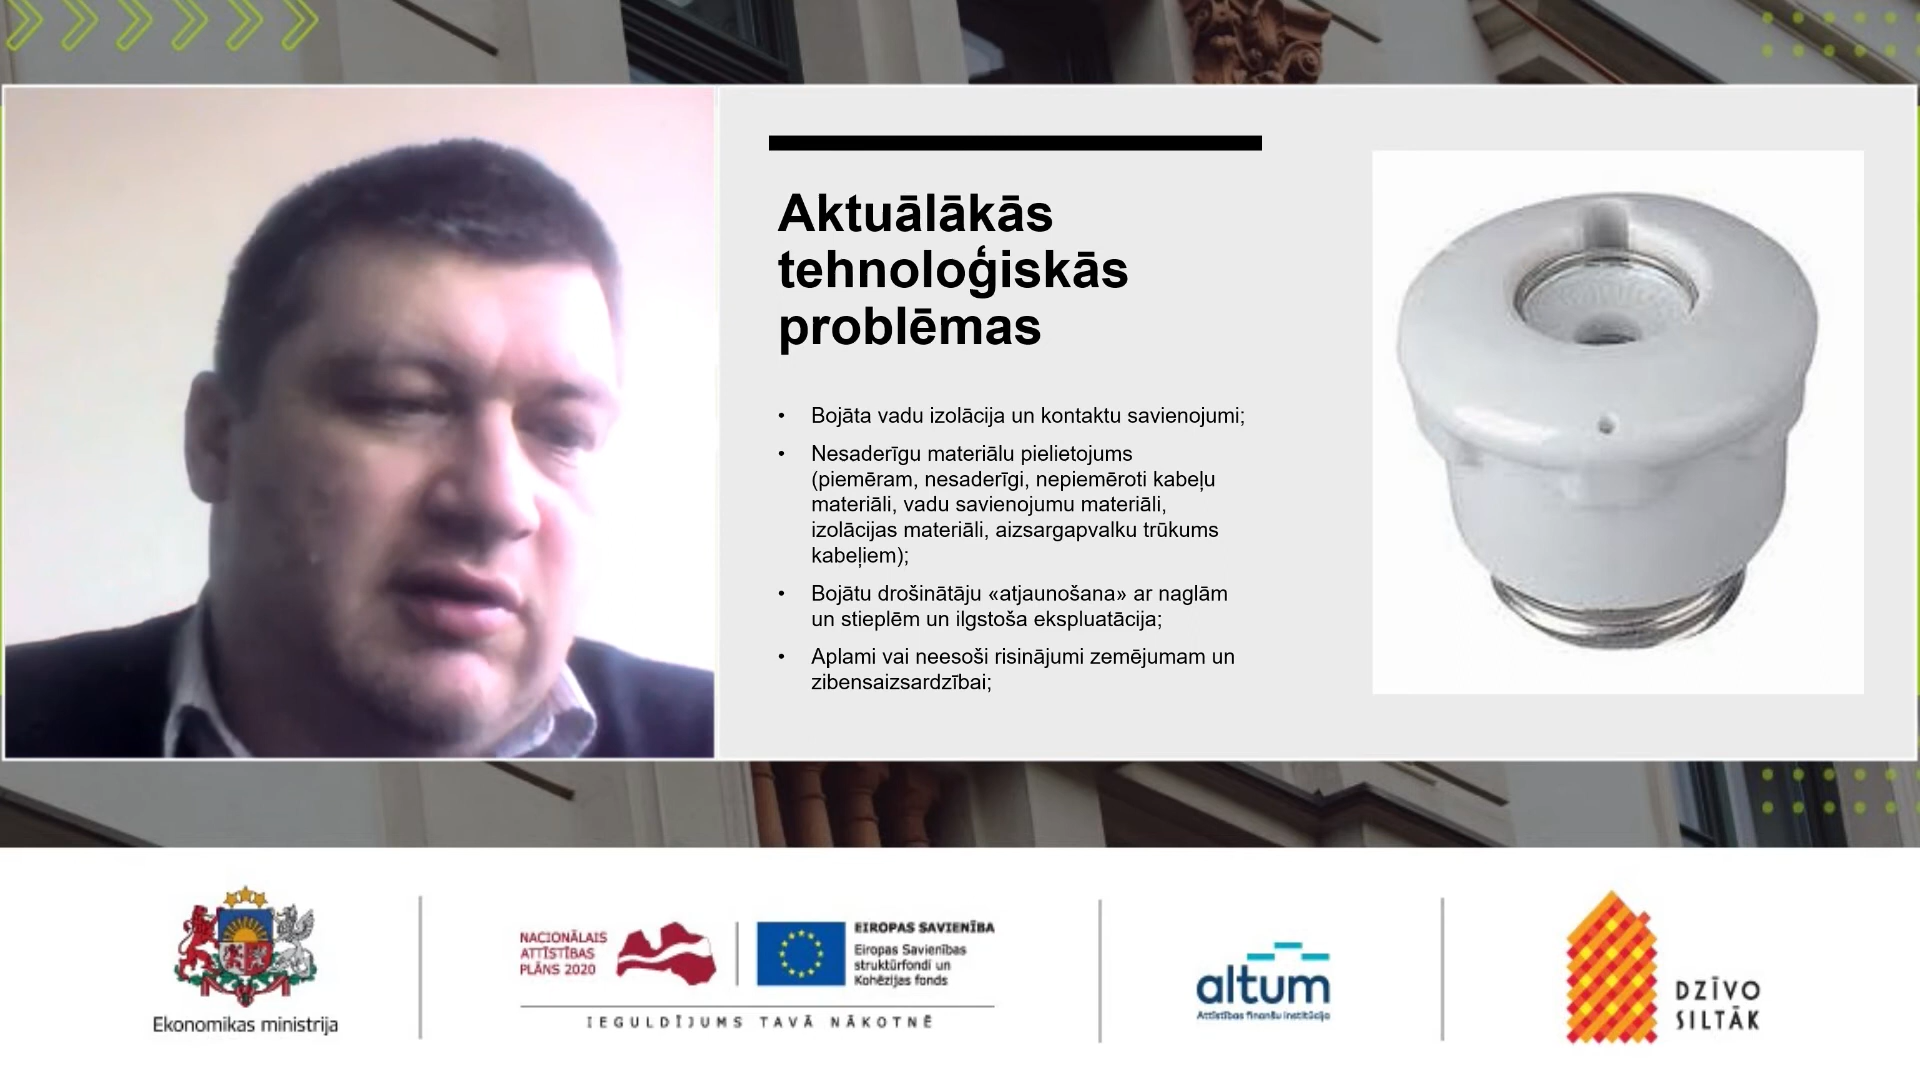 Aktuālākās
tehnoloģiskās
problēmas
• Bojāta vadu izolācija un kontaktu savienojumi;
• Nesaderīgu materiālu pielietojums
(piemēram, nesaderīgi, nepiemēroti kabeļu
materiāli, vadu savienojumu materiāli,
izolācijas materiāli, aizsargapvalku trūkums
kabeļiem);
• Bojātu drošinātāju «atjaunošana» ar naglām
un stieplēm un ilgstoša ekspluatācija;
• Aplami vai neesoši risinājumi zemējumam un
zibensaizsardzībai;
Ekonomikas ministrija
NACIONĀLAIS
ATTĪSTĪBAS
PLĀNS 2020
EIROPAS SAVIENĪBA
Eiropas Savienības
struktūrfondi un
Kohēzijas fonds
IEGULDĪJUMS TAVĀ NĀKOTNĒ
altum
Attīstības finanšu institūcija
DZĪVO
SILTĀK